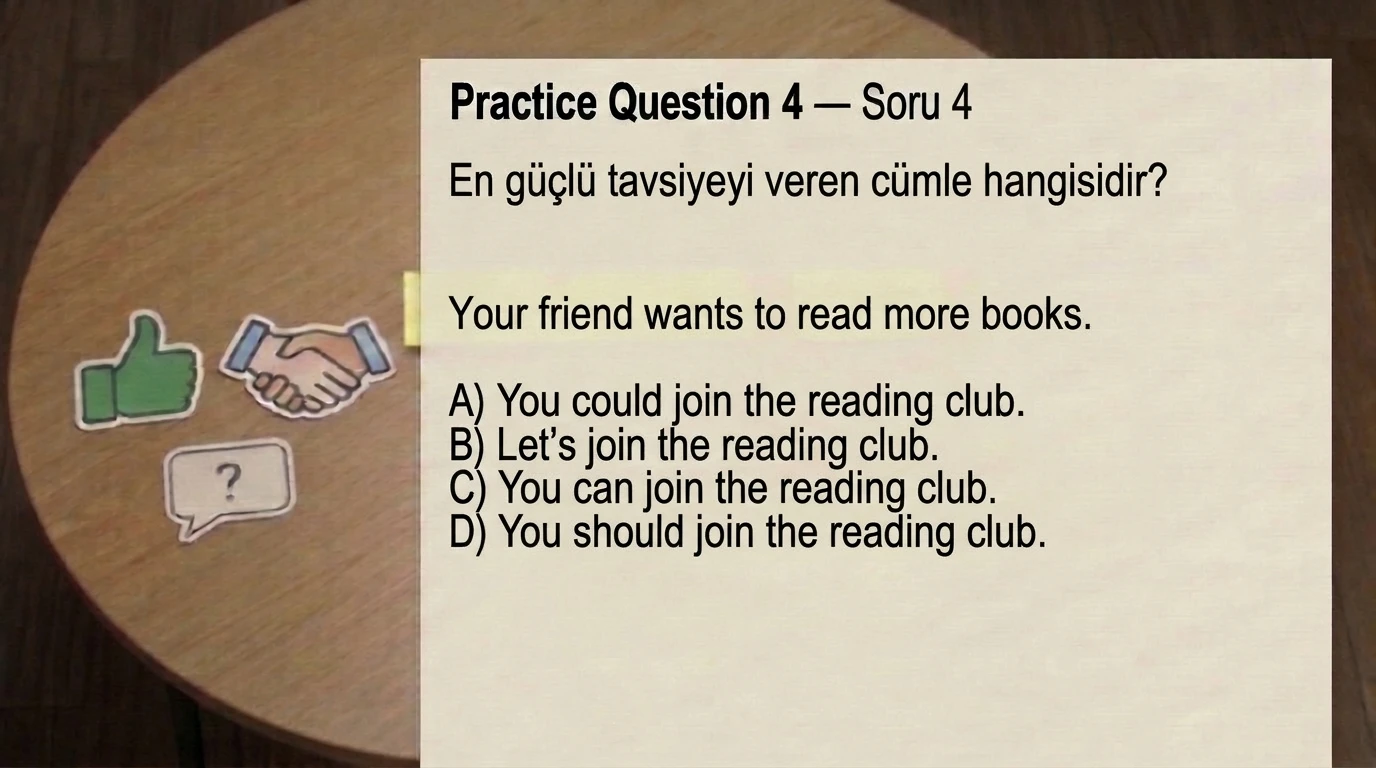 Practice Question 4 — Soru 4
En güçlü tavsiyeyi veren cümle hangisidir?
Your friend wants to read more books.
A) You could join the reading club.
B) Let’s join the reading club.
C) You can join the reading club.
D) You should join the reading club.
?